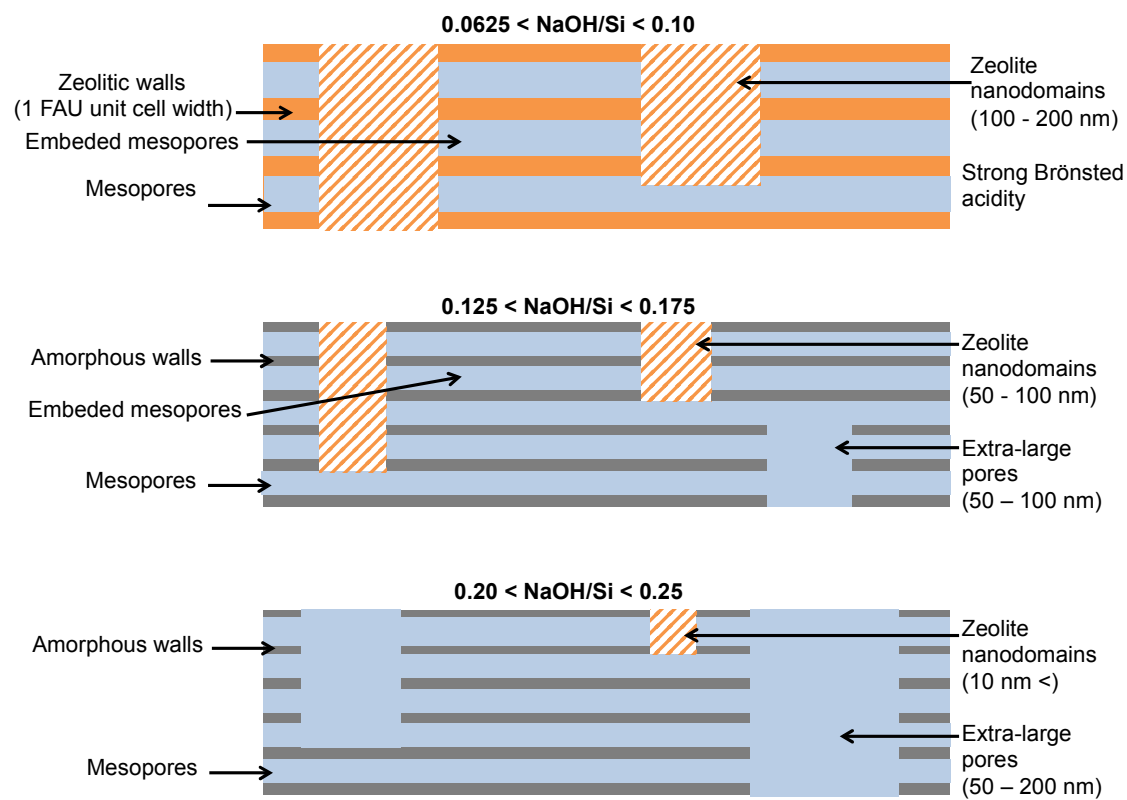 0.0625 < NaOH/Si < 0.10
Zeolitic walls
(1 FAU unit cell width)
Embeded mesopores
Mesopores
Zeolite
nanodomains
(100 - 200 nm)
Strong Brönsted
acidity
0.125 < NaOH/Si < 0.175
Amorphous walls
Embeded mesopores
Mesopores
Zeolite
nanodomains
(50 - 100 nm)
Extra-large
pores
(50 – 100 nm)
0.20 < NaOH/Si < 0.25
Amorphous walls
Mesopores
Zeolite
nanodomains
(10 nm <)
Extra-large
pores
(50 – 200 nm)